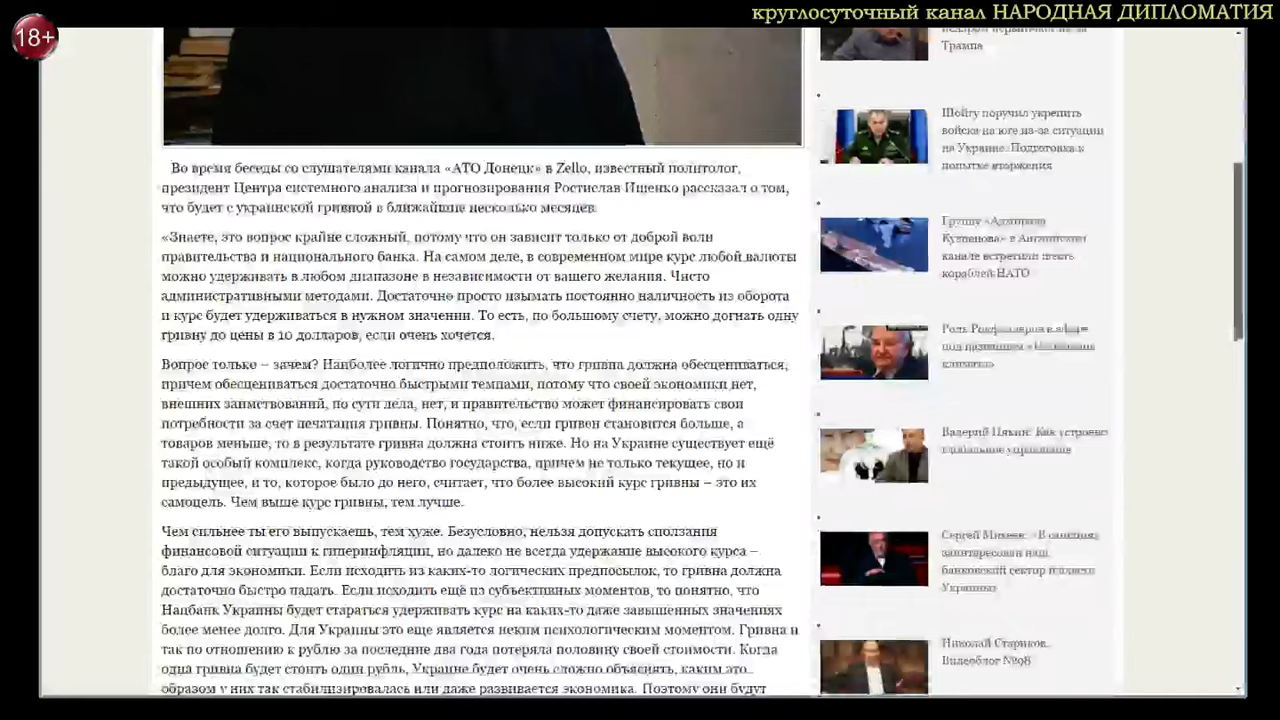 круглосуточный канал НАРОДНАЯ ДИПЛОМАТИЯ
18+
Во время беседы со слушателями канала «АТО Донецк» в Zello, известный политолог,
президент Центра системного анализа и прогнозирования Ростислав Ищенко рассказал о том,
что будет с украинской гривной в ближайшие несколько месяцев.
«Знаете, это вопрос крайне сложный, потому что он зависит только от доброй воли
правительства и национального банка. На самом деле, в современном мире курс любой валюты
можно удерживать в любом диапазоне в независимости от вашего желания. Чисто
административными методами. Достаточно просто изымать постоянно наличность из оборота
и курс будет удерживаться в нужном значении. То есть, по большому счету, можно догнать одну
гривну до цены в 10 долларов, если очень хочется.
Вопрос только – зачем? Наиболее логично предположить, что гривна должна обесцениваться,
причем обесцениваться достаточно быстрыми темпами, потому что своей экономики нет,
внешних заимствований, по сути дела, нет, и правительство может финансировать свои
потребности за счет печатания гривны. Понятно, что, если гривен становится больше, а
товаров меньше, то в результате гривна должна стоить ниже. Но на Украине существует ещё
такой особый комплекс, когда руководство государства, причем не только текущее, но и
предыдущее, и то, которое было до него, считает, что более высокий курс гривны – это их
самоцель. Чем выше курс гривны, тем лучше.
Чем сильнее ты его выпускаешь, тем хуже. Безусловно, нельзя допускать сползания
финансовой ситуации к гиперинфляции, но далеко не всегда удержание высокого курса –
благо для экономики. Если исходить из каких-то логических предпосылок, то гривна должна
достаточно быстро падать. Если исходить ещё из субъективных моментов, то понятно, что
Нацбанк Украины будет стараться удерживать курс на каких-то даже завышенных значениях
более менее долго. Для Украины это еще является неким психологическим моментом. Гривна и
так по отношению к рублю за последние два года потеряла половину своей стоимости. Когда
одна гривна будет стоить один рубль, Украине будет очень сложно объяснять, каким это
образом у них так стабилизировалась или даже развивается экономика. Поэтому они будут
Трампа
Шойгу поручил укрепить
войска на юге из-за ситуации
на Украине. Подготовка к
попытке вторжения
Группу «Адмирала
Кузнецова» в Английском
канале встретили шесть
кораблей НАТО
Роль Рокфеллеров в афере
под названием
Валерий Пякин: Как устроено
глобальное управление
Сергей Михеев: «В санкциях
заинтересован наш
банковский сектор и власти
Украины»
Николай Стариков.
Видеоблог №98